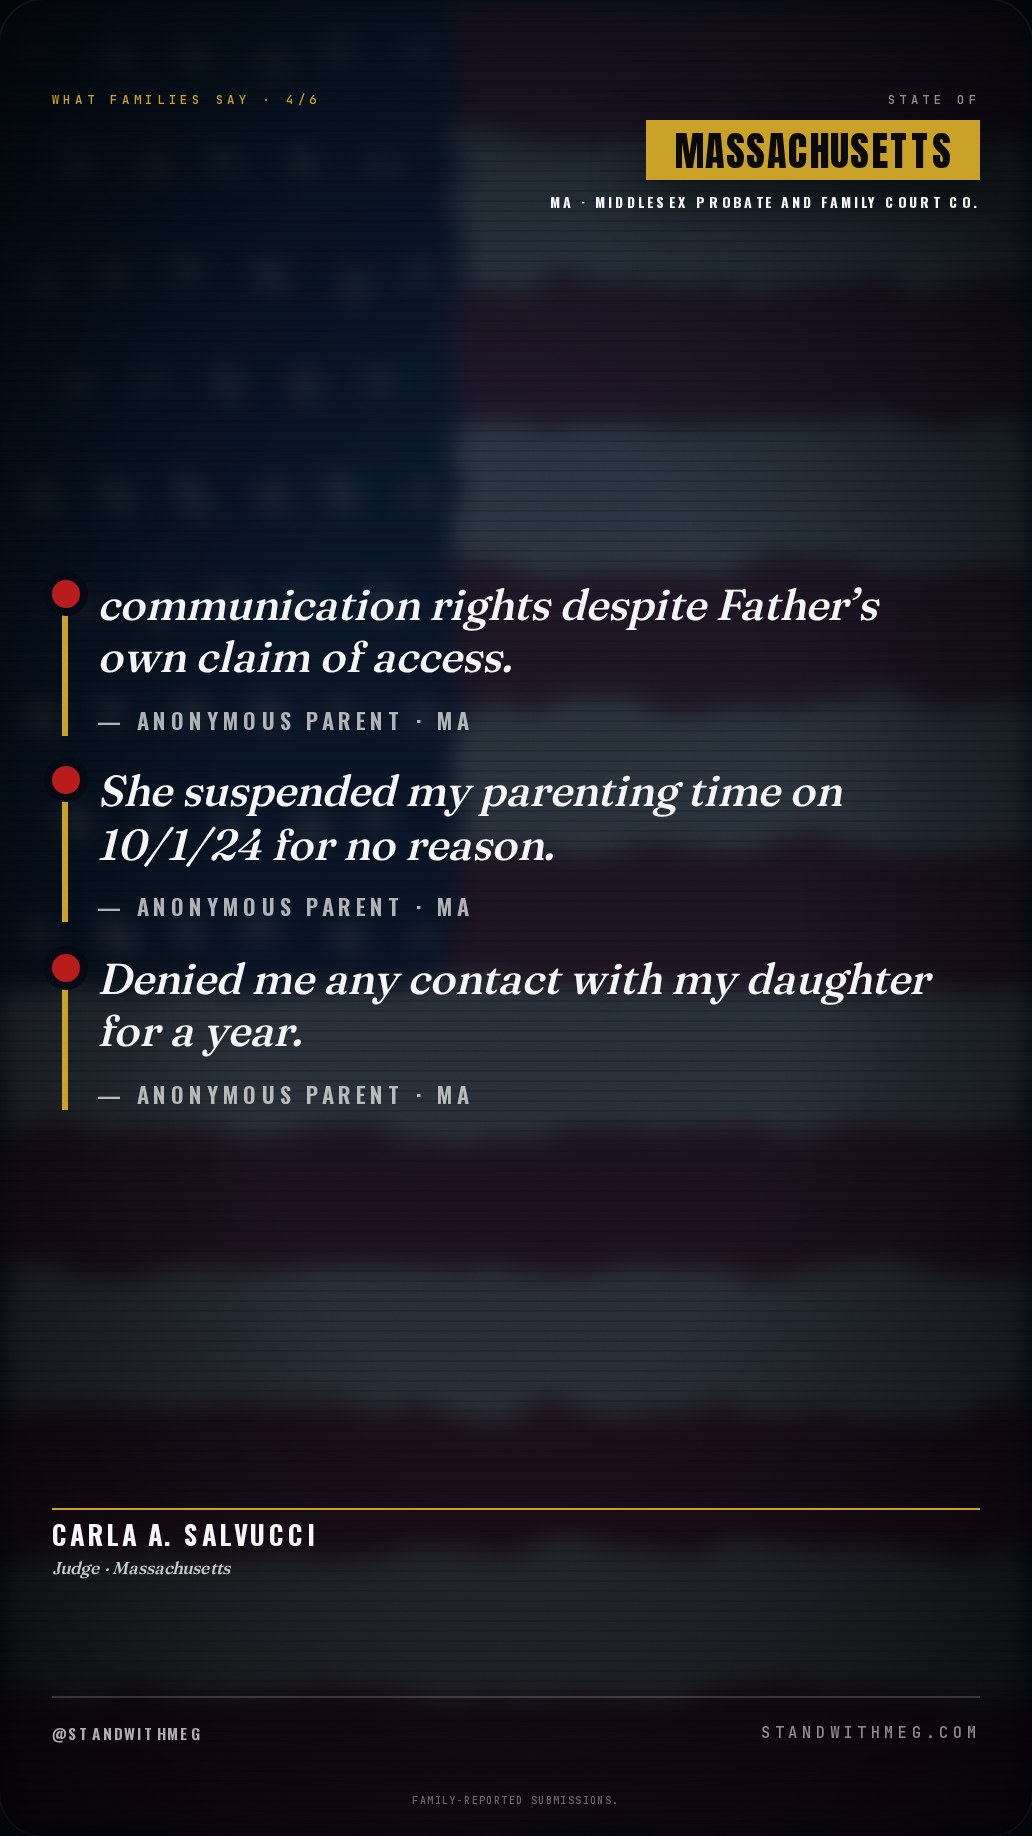 WHAT FAMILIES SAY · 4/6
STATE OF
MASSACHUSETTS
MA · MIDDLESEX PROBATE AND FAMILY COURT CO.
communication rights despite Father’s
own claim of access.
— ANONYMOUS PARENT · MA
She suspended my parenting time on
10/1/24 for no reason.
— ANONYMOUS PARENT · MA
Denied me any contact with my daughter
for a year.
— ANONYMOUS PARENT · MA
CARLA A. SALVUCCI
Judge · Massachusetts
@STANDWITHMEG
STANDWITHMEG.COM
FAMILY-REPORTED SUBMISSIONS.